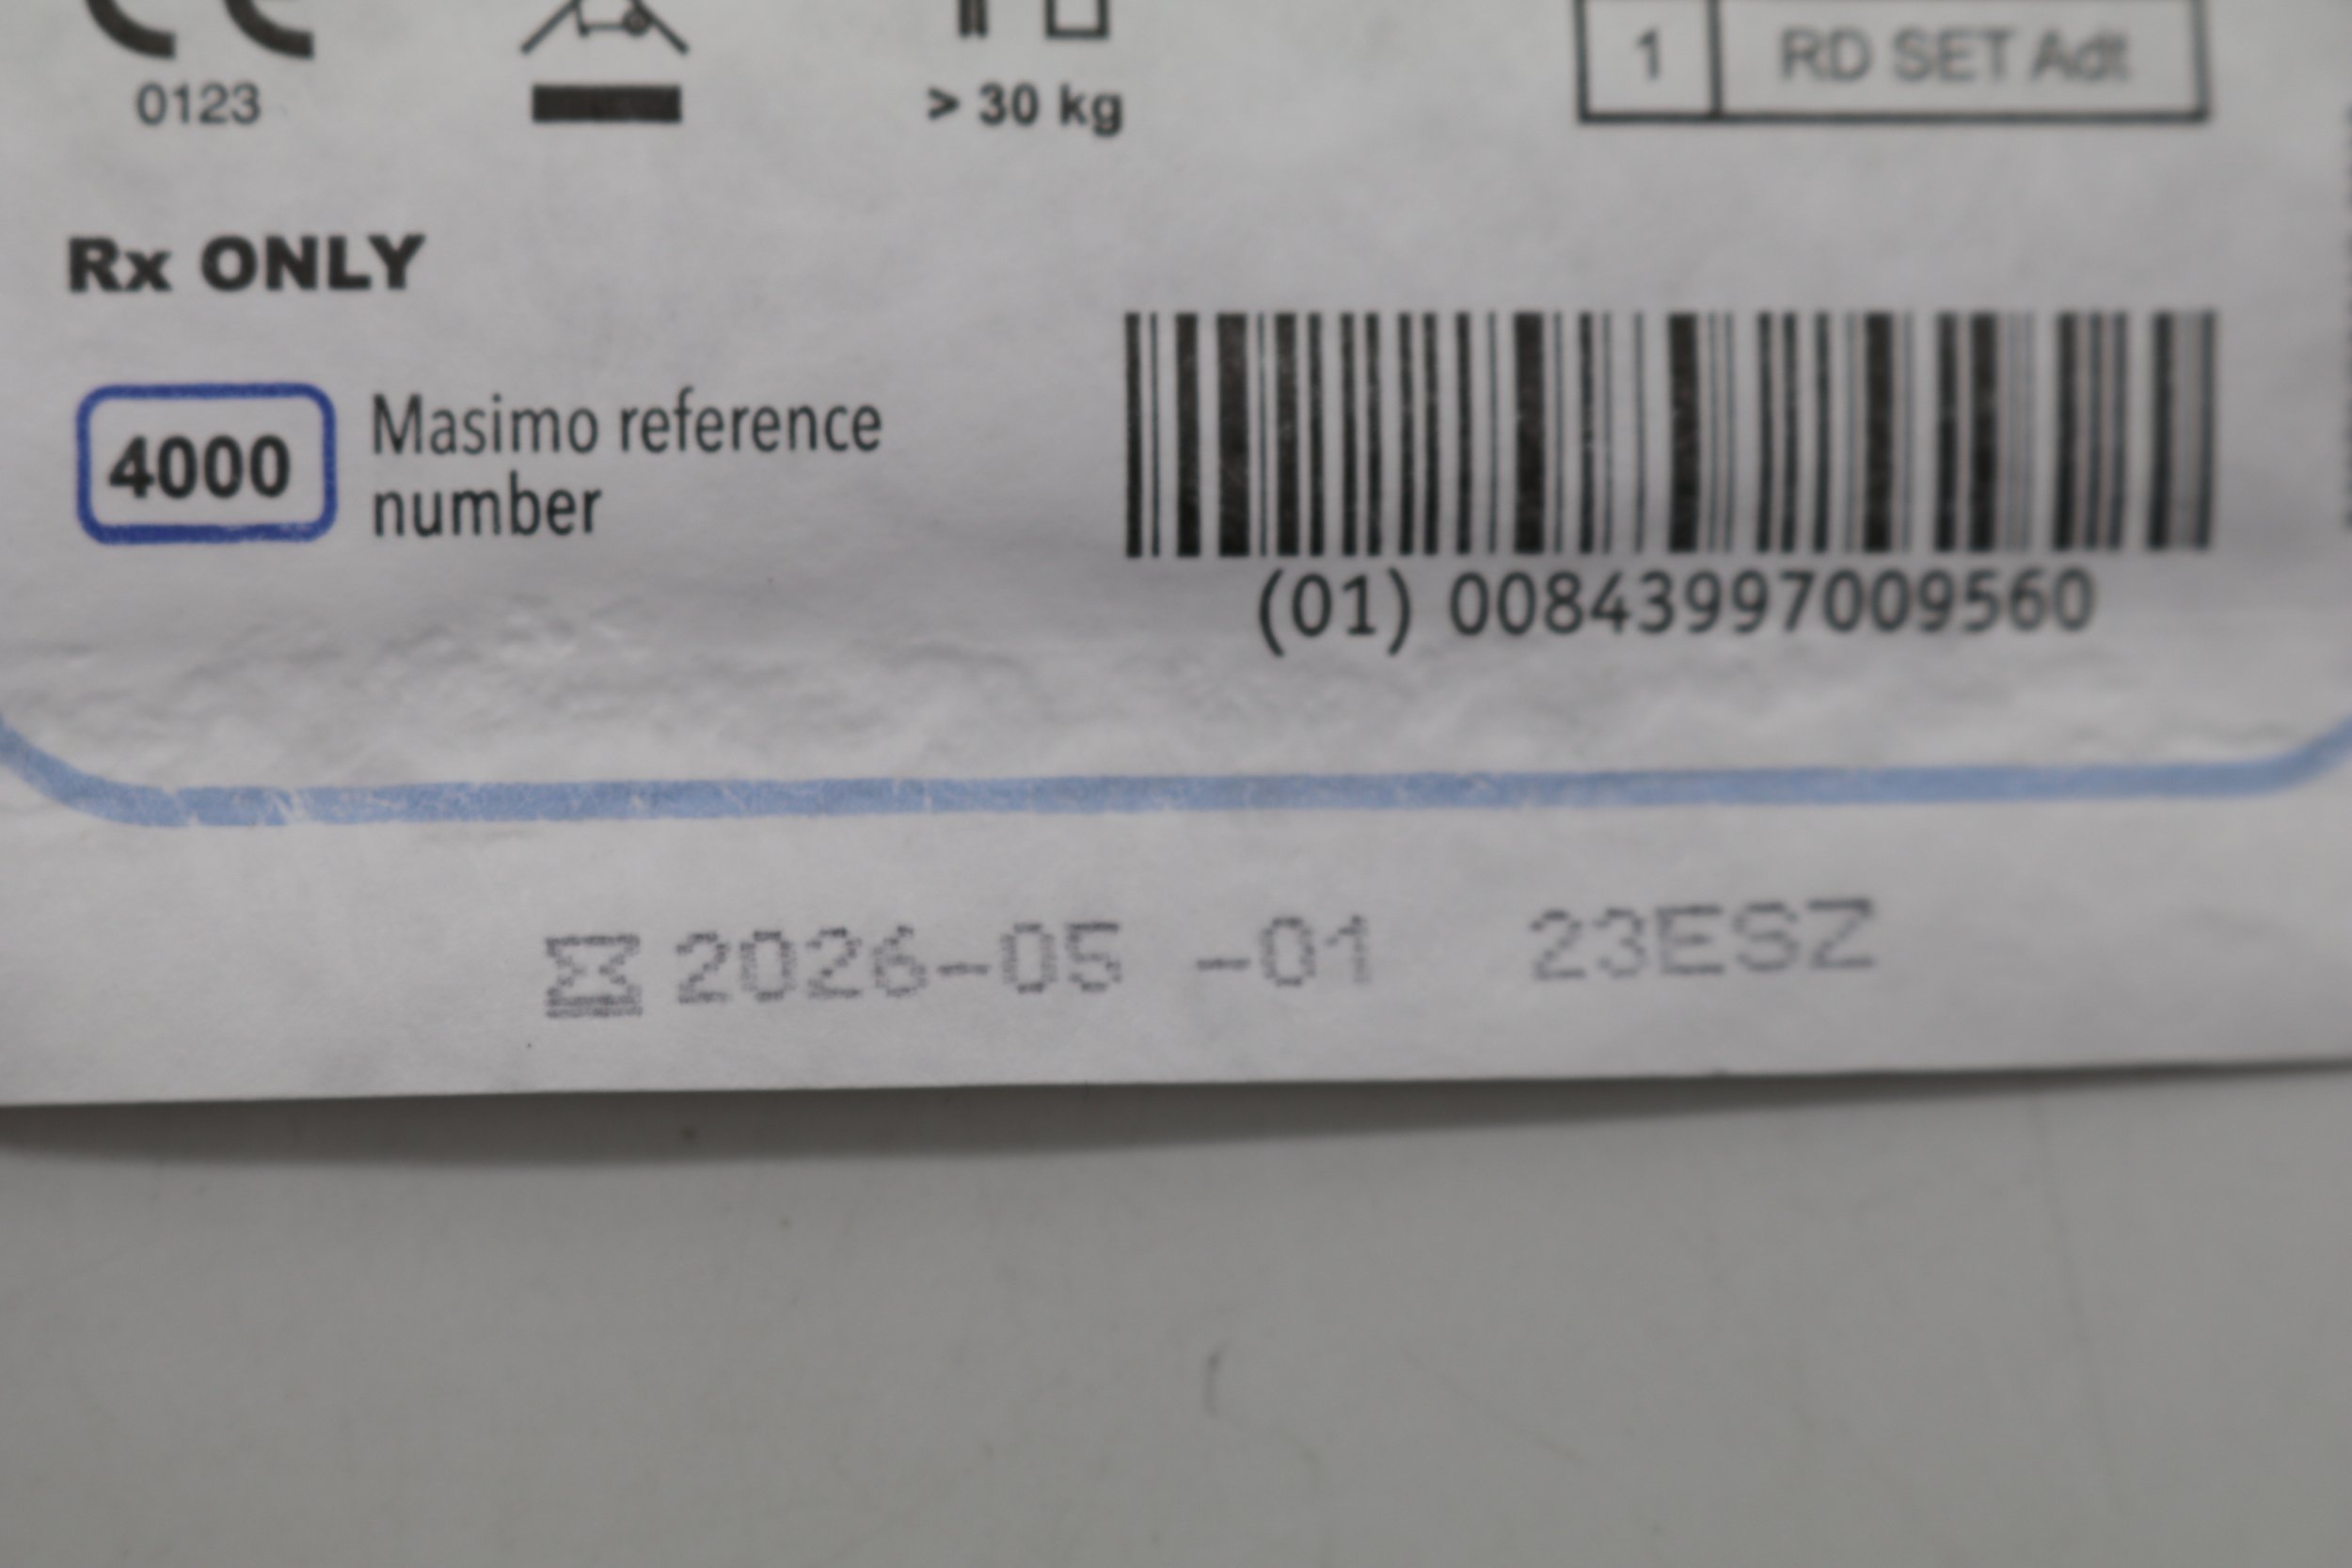 0123
> 30 kg
1 RD SET Adt
Rx ONLY
4000
Masimo reference
number
(01) 00843997009560
2026-05 -01 23ESZ